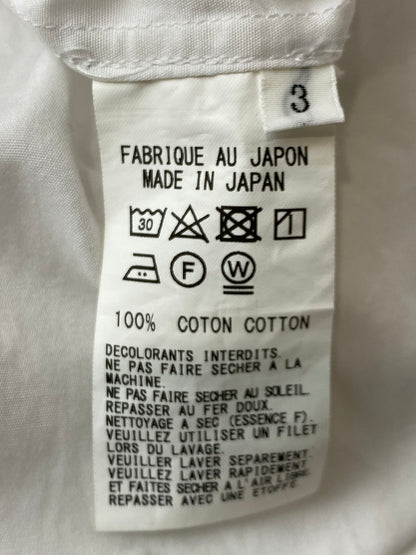 3
FABRIQUE AU JAPON
MADE IN JAPAN
30
F W
100% COTON COTTON
DECOLORANTS INTERDITS.
NE PAS FAIRE SECHER A LA
MACHINE.
NE PAS FAIRE SECHER AU SOLEIL.
REPASSER AU FER DOUX.
NETTOYAGE A SEC (ESSENCE F).
VEUILLEZ UTILISER UN FILET
LORS DU LAVAGE.
VEUILLER LAVER SEPAREMENT.
VEUILLEZ LAVER RAPIDEMENT
ET FAITES SECHER A L'AIR LIBRE.
REPASSER AVEC UNE ETOFFE